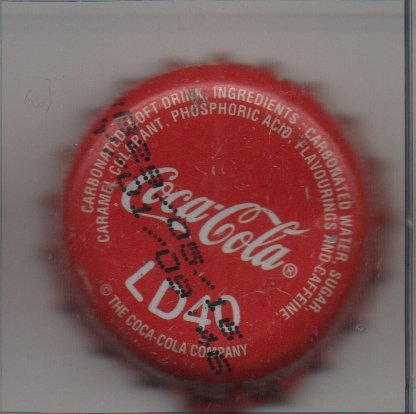 CARBONATED SOFT DRINK. INGREDIENTS: CARBONATED WATER, SUGAR,
CARAMEL COLOURANT, PHOSPHORIC ACID, FLAVOURINGS AND CAFFEINE.
Coca-Cola®
LD40
© THE COCA-COLA COMPANY